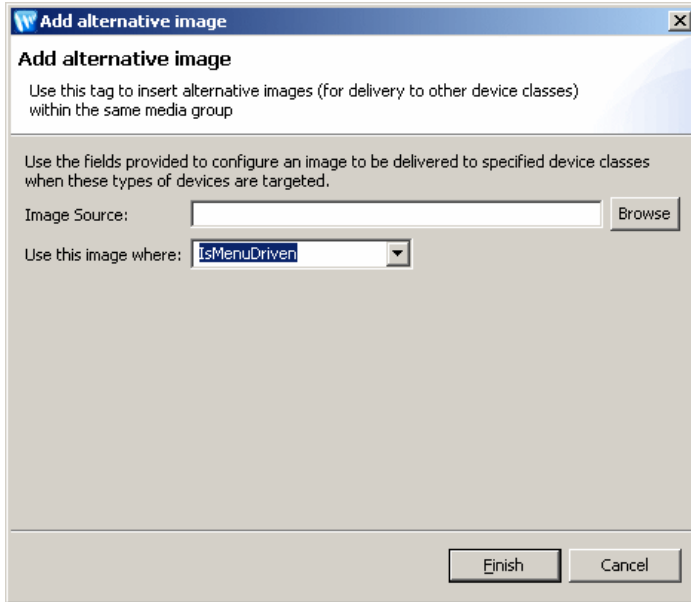 Add alternative image
Add alternative image
Use this tag to insert alternative images (for delivery to other device classes)
within the same media group
Use the fields provided to configure an image to be delivered to specified device classes
when these types of devices are targeted.
Image Source:
Browse
Use this image where: IsMenuDriven
Finish Cancel